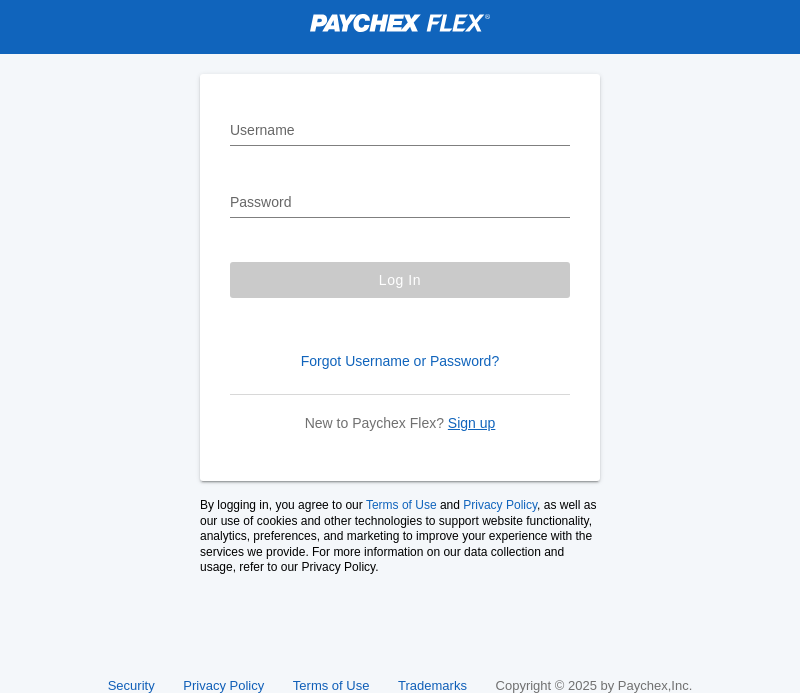 PAYCHEX FLEX®
Username
Password
Log In
Forgot Username or Password?
New to Paychex Flex? Sign up
By logging in, you agree to our Terms of Use and Privacy Policy, as well as
our use of cookies and other technologies to support website functionality,
analytics, preferences, and marketing to improve your experience with the
services we provide. For more information on our data collection and
usage, refer to our Privacy Policy.
Security Privacy Policy Terms of Use Trademarks Copyright © 2025 by Paychex,Inc.